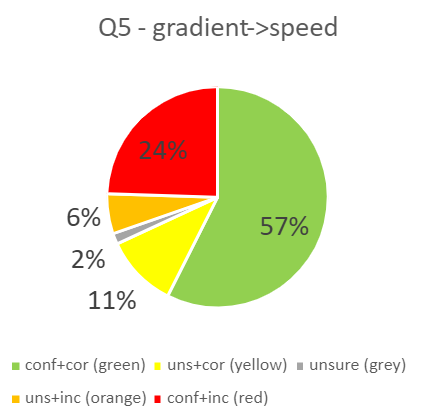 Q5 - gradient->speed
24%
57%
6%
2%
11%
conf+cor (green) uns+cor (yellow) unsure (grey)
uns+inc (orange) conf+inc (red)